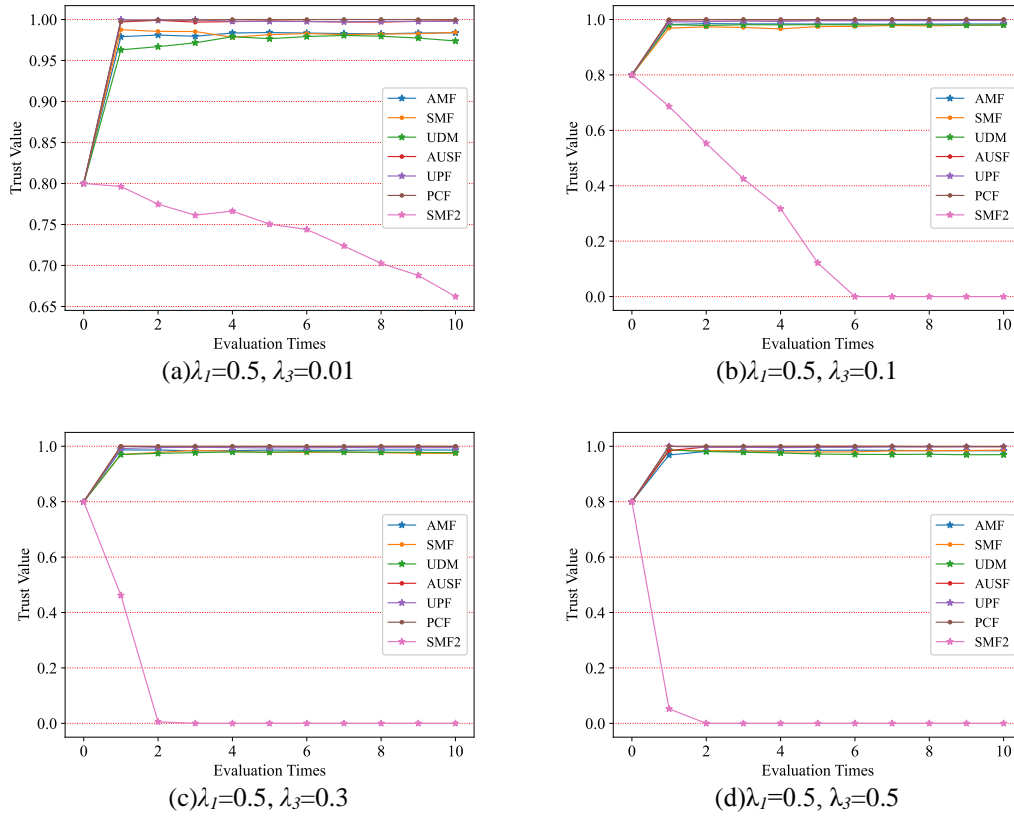 1.00
0.95
0.90
0.85
0.80
0.75
0.70
0.65
Trust Value
AMF
SMF
UDM
AUSF
UPF
PCF
SMF2
0 2 4 6 8 10
Evaluation Times
(a)λ1=0.5, λ3=0.01
1.0
0.8
0.6
0.4
0.2
0.0
Trust Value
AMF
SMF
UDM
AUSF
UPF
PCF
SMF2
0 2 4 6 8 10
Evaluation Times
(b)λ1=0.5, λ3=0.1
1.0
0.8
0.6
0.4
0.2
0.0
Trust Value
AMF
SMF
UDM
AUSF
UPF
PCF
SMF2
0 2 4 6 8 10
Evaluation Times
(c)λ1=0.5, λ3=0.3
1.0
0.8
0.6
0.4
0.2
0.0
Trust Value
AMF
SMF
UDM
AUSF
UPF
PCF
SMF2
0 2 4 6 8 10
Evaluation Times
(d)λ1=0.5, λ3=0.5